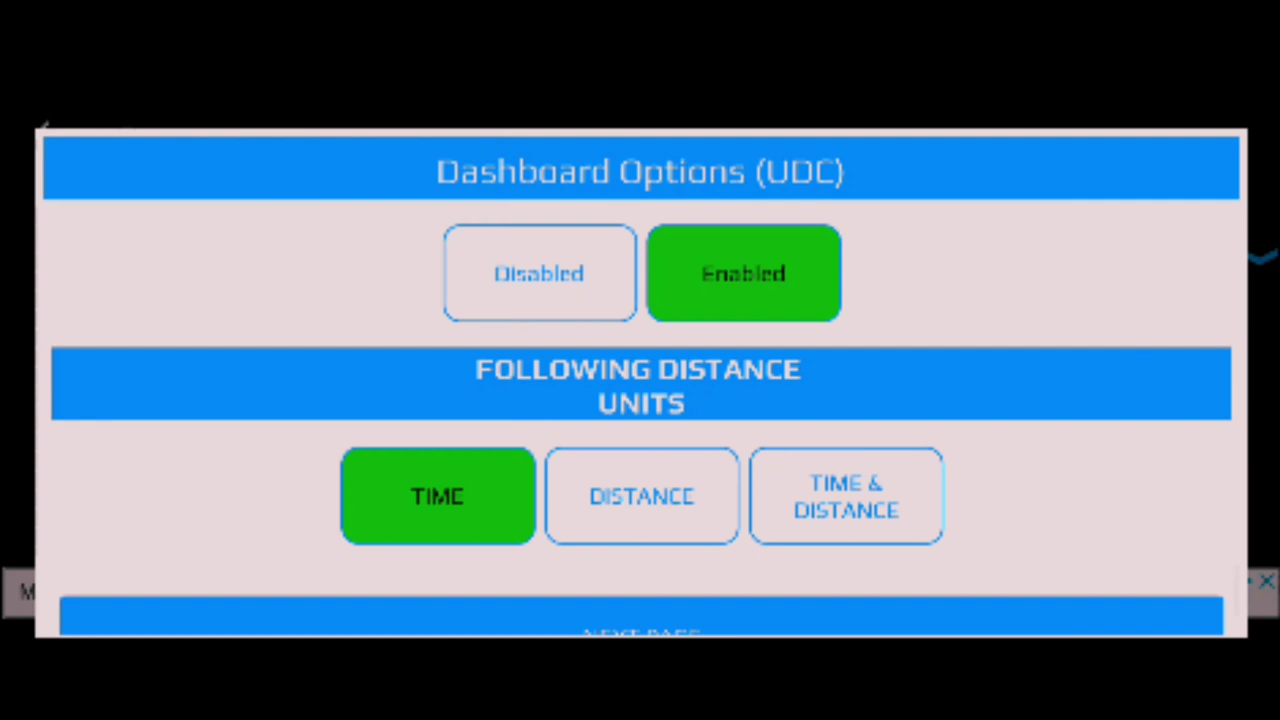 Dashboard Options (UDC)
Disabled
Enabled
FOLLOWING DISTANCE
UNITS
TIME
DISTANCE
TIME &
DISTANCE